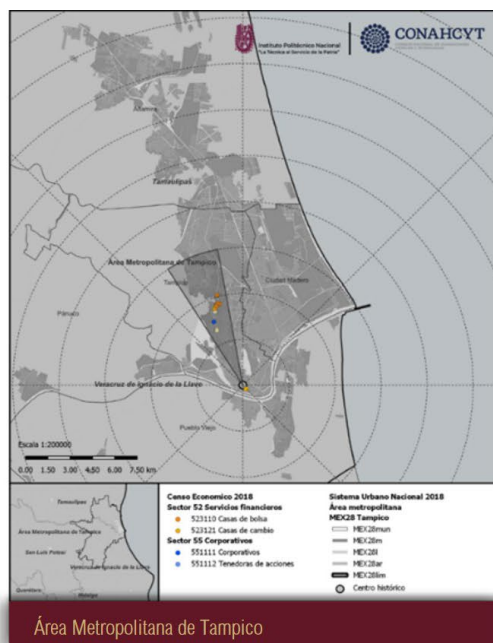 Instituto Politécnico Nacional
"La Técnica al Servicio de la Patria"
CONAHCYT
Altamira
Tamaulipas
Área Metropolitana de Tampico
Tampico
Ciudad Madero
Pánuco
Veracruz de Ignacio de la Llave
Pueblo Viejo
Escala 1:200000
0.00 1.50 3.00 4.50 6.00 7.50 km
Tamaulipas
Área Metropolitana de Tampico
San Luis Potosí
Veracruz de Ignacio de la Llave
Querétaro
Hidalgo
Censo Economico 2018
Sector 52 Servicios financieros
523110 Casas de bolsa
523121 Casas de cambio
Sector 55 Corporativos
551111 Corporativos
551112 Tenedoras de acciones
Sistema Urbano Nacional 2018
Área metropolitana
MEX28 Tampico
MEX28mun
MEX28m
MEX28l
MEX28ar
MEX28lim
Centro histórico
Área Metropolitana de Tampico